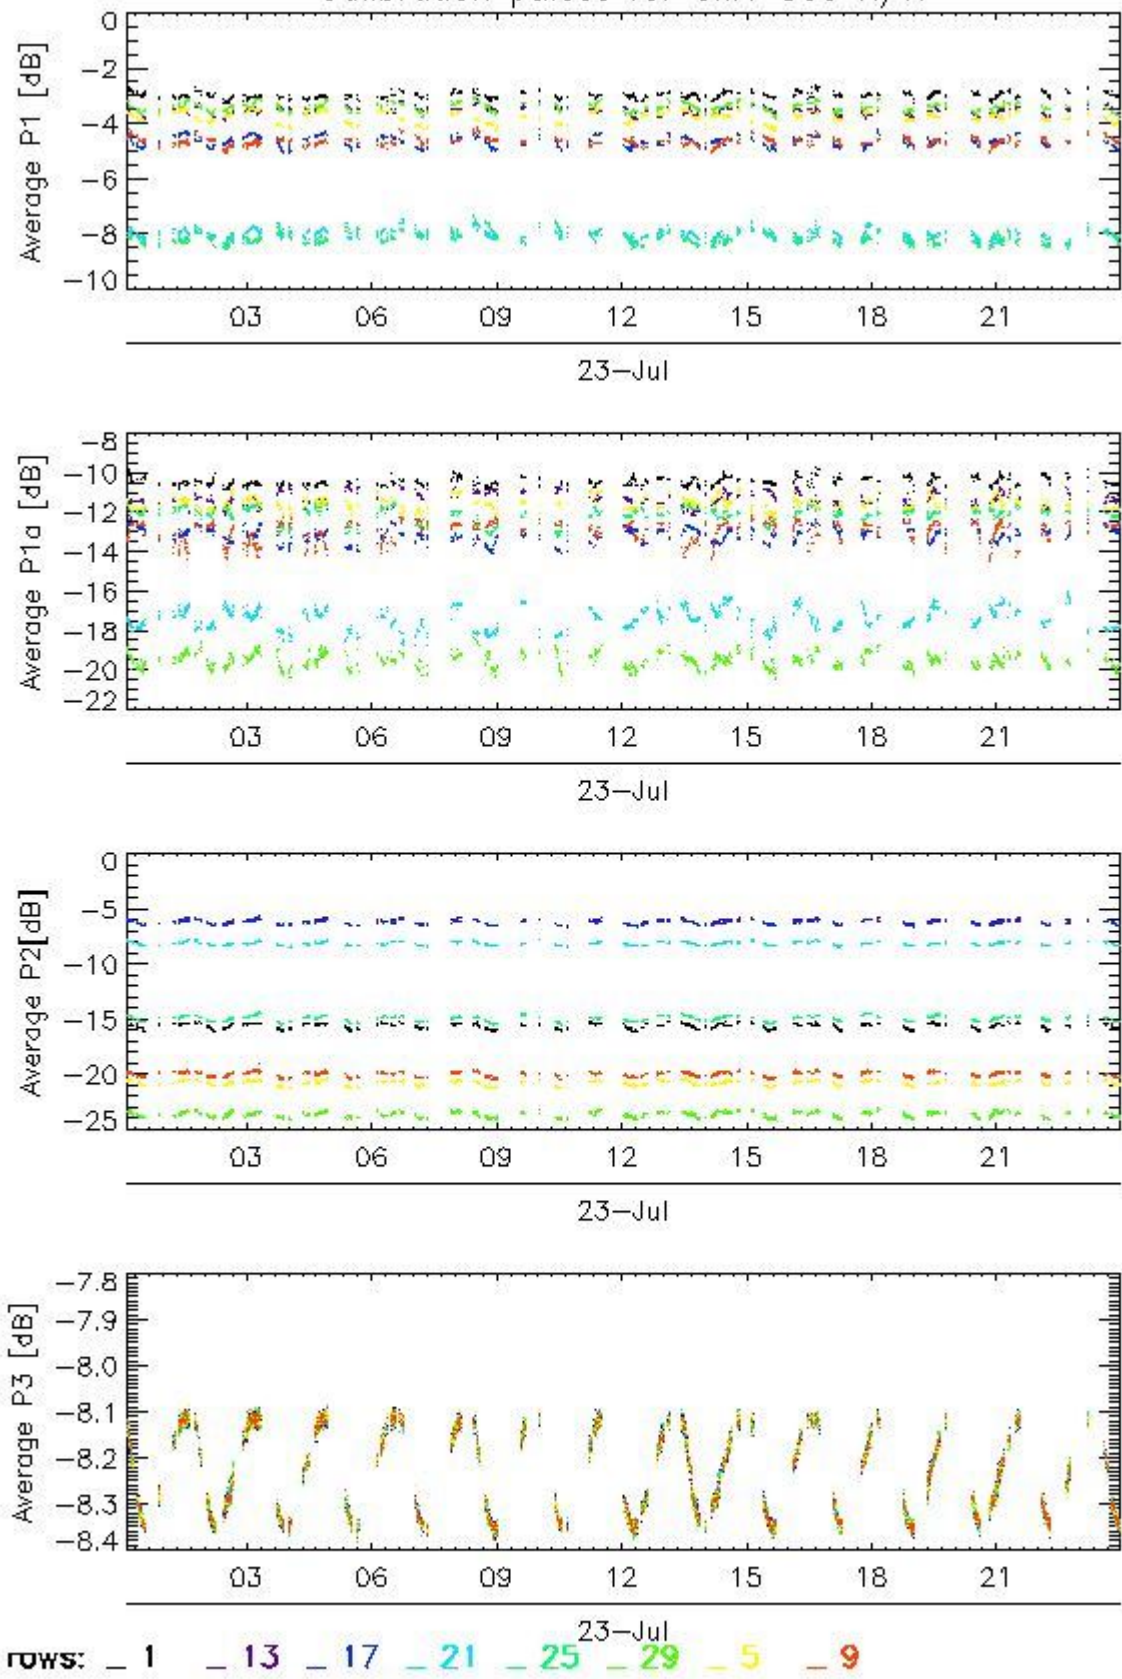 0
−2
−4
−6
−8
−10
Average P1 [dB]
03 06 09 12 15 18 21
23−Jul
−8
−10
−12
−14
−16
−18
−20
−22
Average P1a [dB]
03 06 09 12 15 18 21
23−Jul
0
−5
−10
−15
−20
−25
Average P2[dB]
03 06 09 12 15 18 21
23−Jul
−7.8
−7.9
−8.0
−8.1
−8.2
−8.3
−8.4
Average P3 [dB]
03 06 09 12 15 18 21
23−Jul
rows: _ 1 _ 13 _ 17 _ 21 _ 25 _ 29 _ 5 _ 9